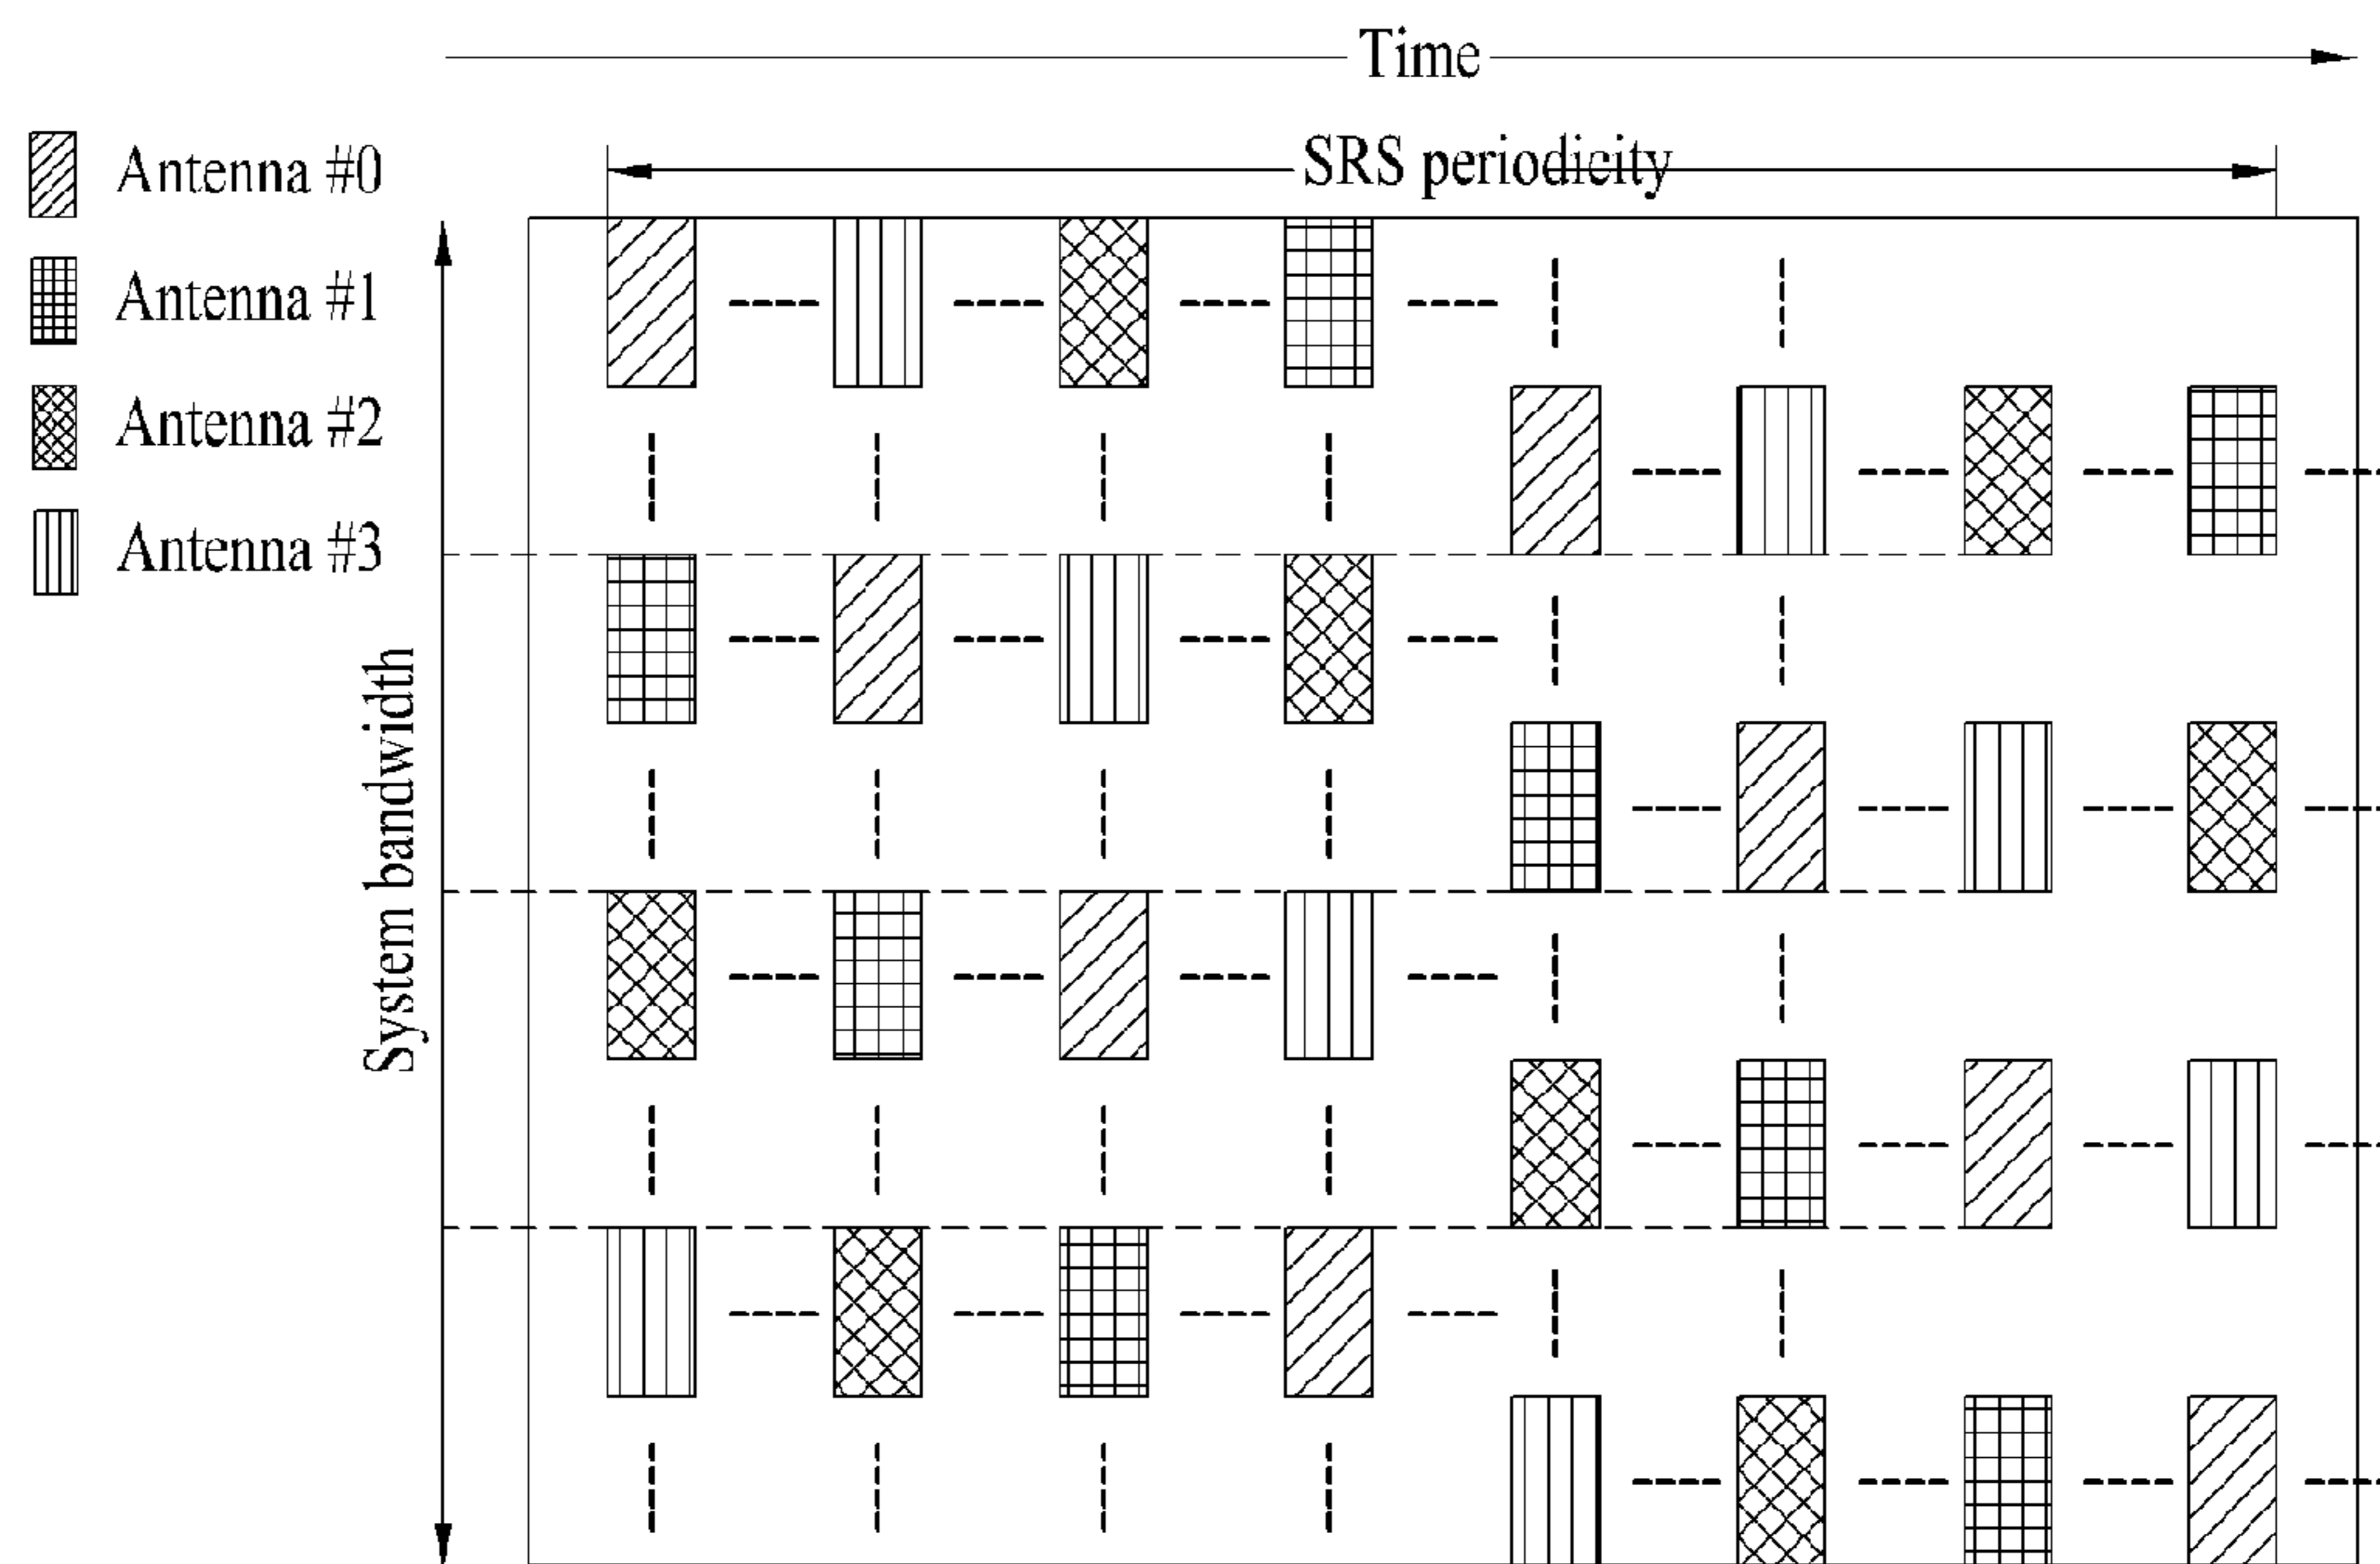 Time
SRS periodicity
Antenna #0
Antenna #1
Antenna #2
Antenna #3
System bandwidth